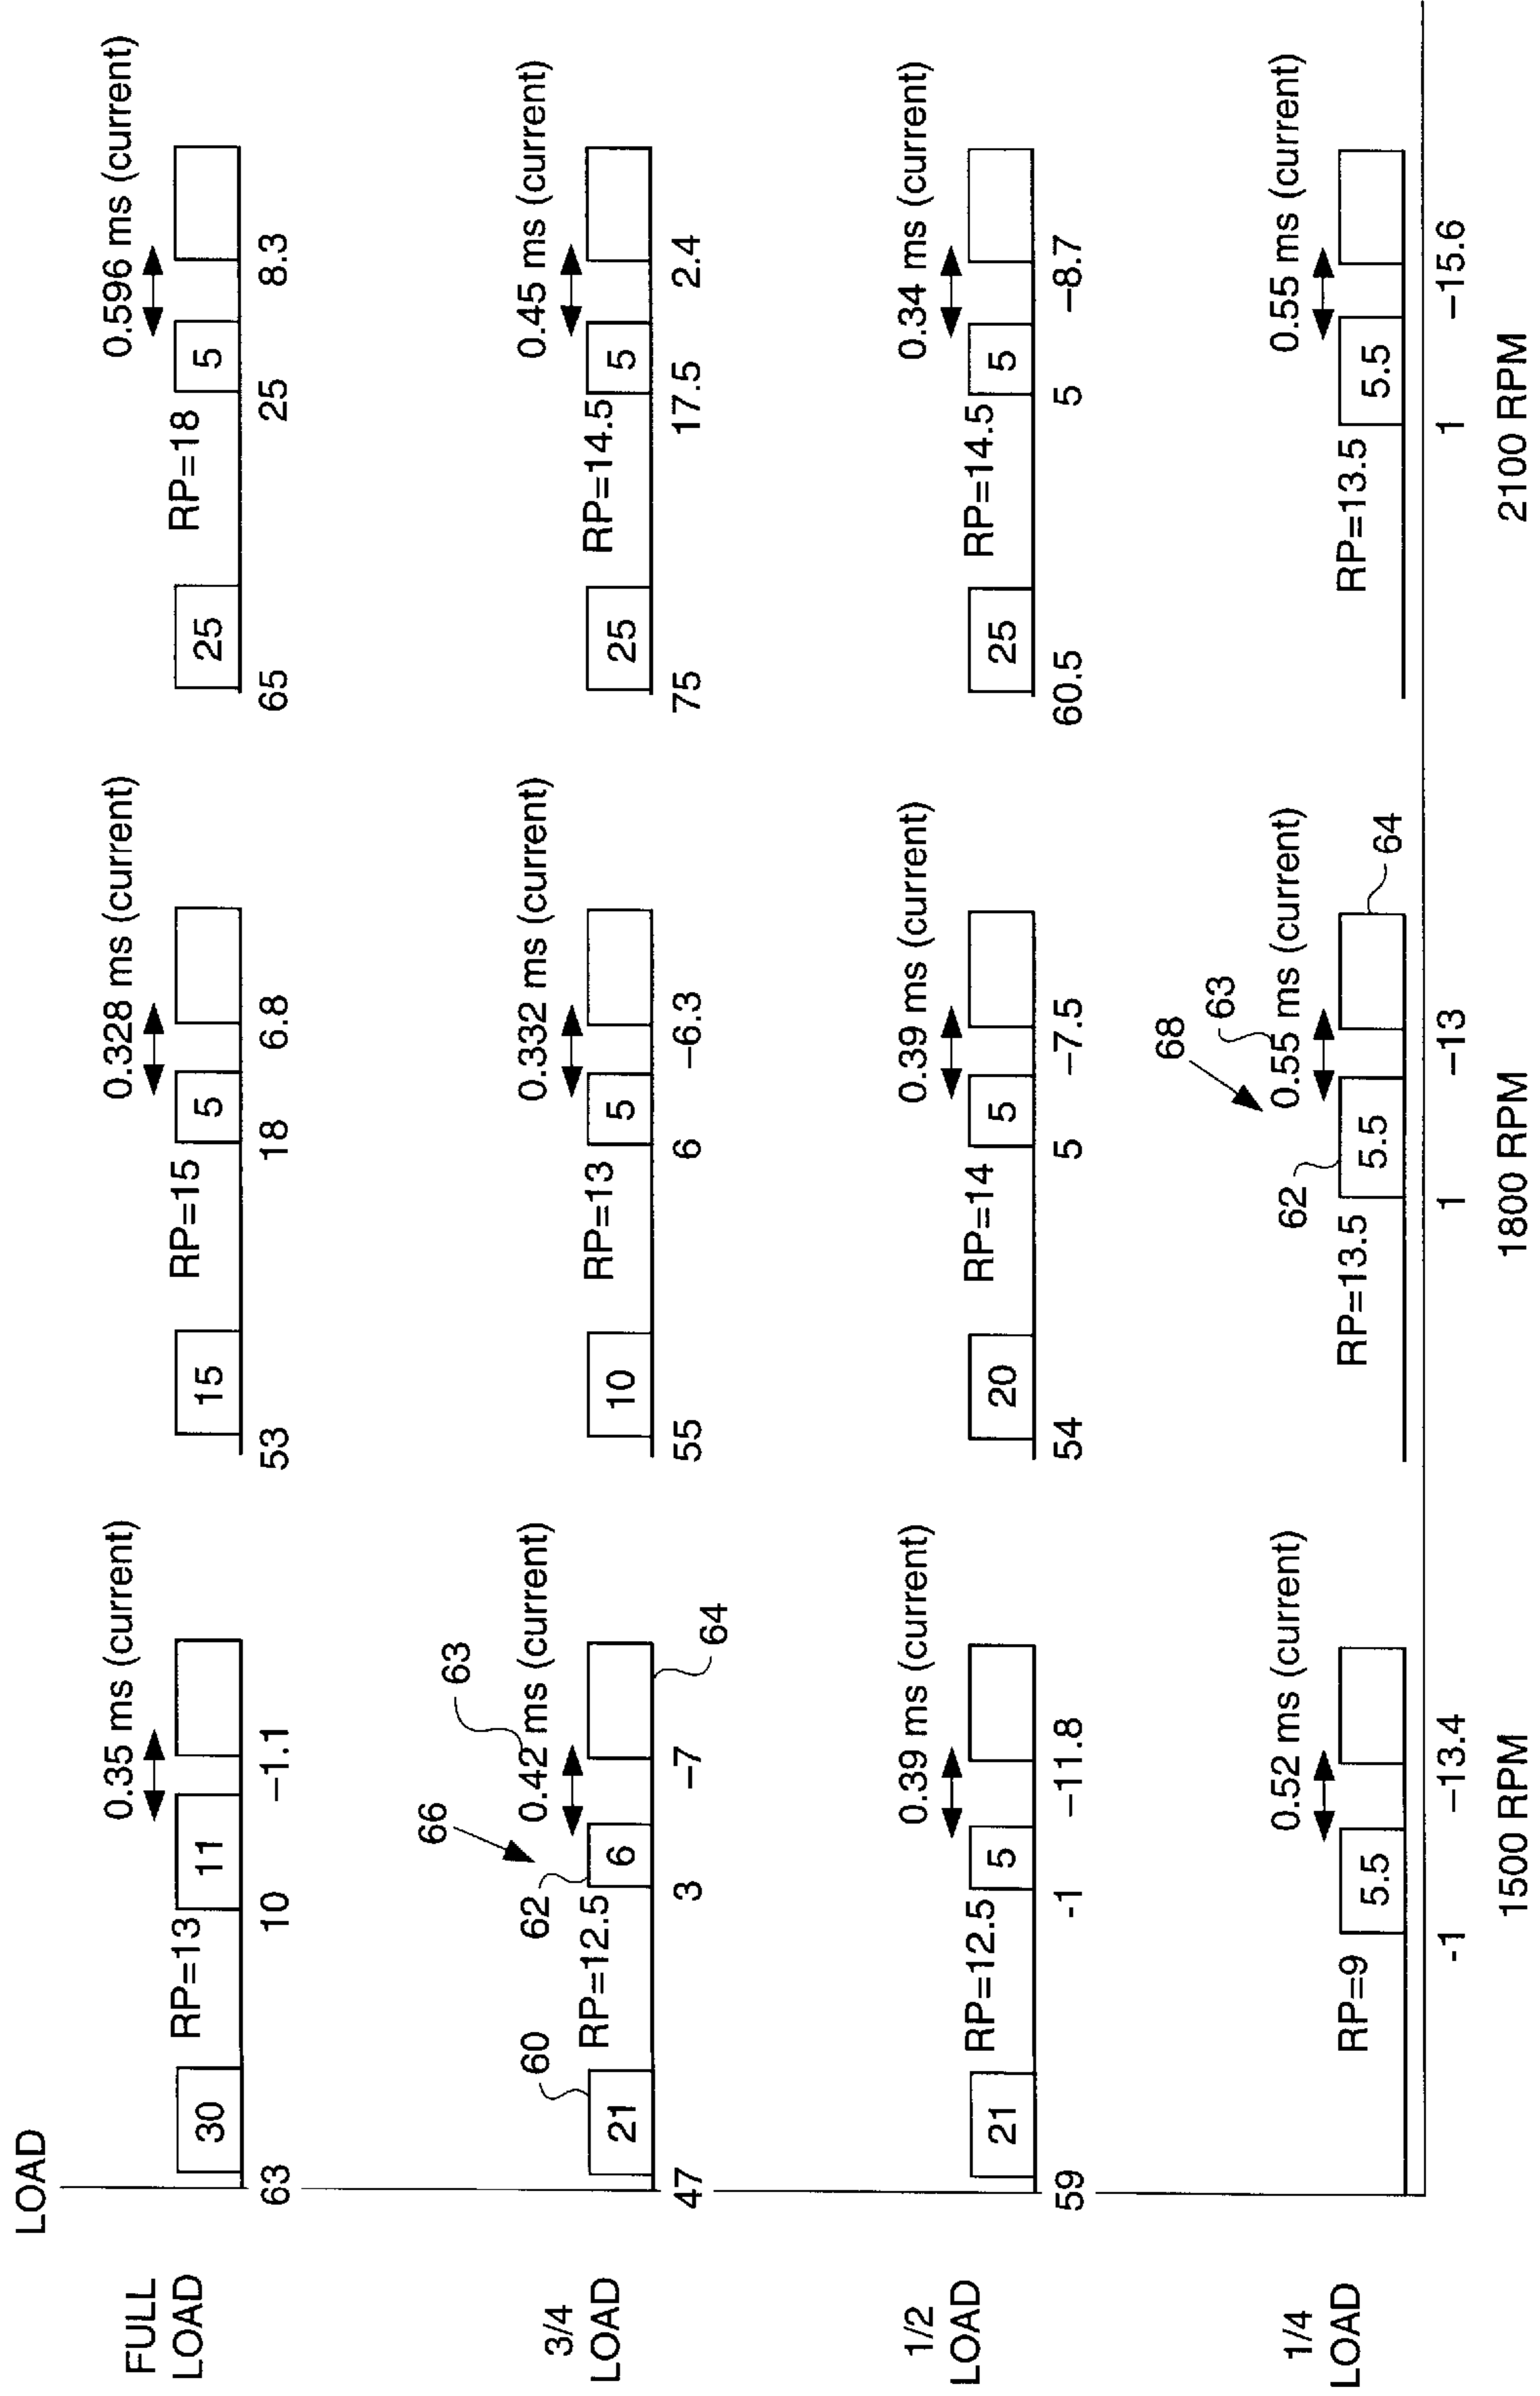 LOAD
FULL
LOAD
30
RP=13
11
0.35 ms (current)
63
10
−1.1
15
RP=15
5
0.328 ms (current)
53
18
6.8
25
RP=18
5
0.596 ms (current)
65
25
8.3
3/4
LOAD
60
21
RP=12.5
62
6
66
63
0.42 ms (current)
64
47
3
−7
10
RP=13
5
0.332 ms (current)
55
6
−6.3
25
RP=14.5
5
0.45 ms (current)
75
17.5
2.4
1/2
LOAD
21
RP=12.5
5
0.39 ms (current)
59
-1
−11.8
20
RP=14
5
0.39 ms (current)
54
5
−7.5
25
RP=14.5
5
0.34 ms (current)
60.5
5
−8.7
1/4
LOAD
RP=9
5.5
0.52 ms (current)
-1
−13.4
RP=13.5
62
5.5
68
63
0.55 ms (current)
64
1
−13
RP=13.5
5.5
0.55 ms (current)
1
−15.6
1500 RPM
1800 RPM
2100 RPM